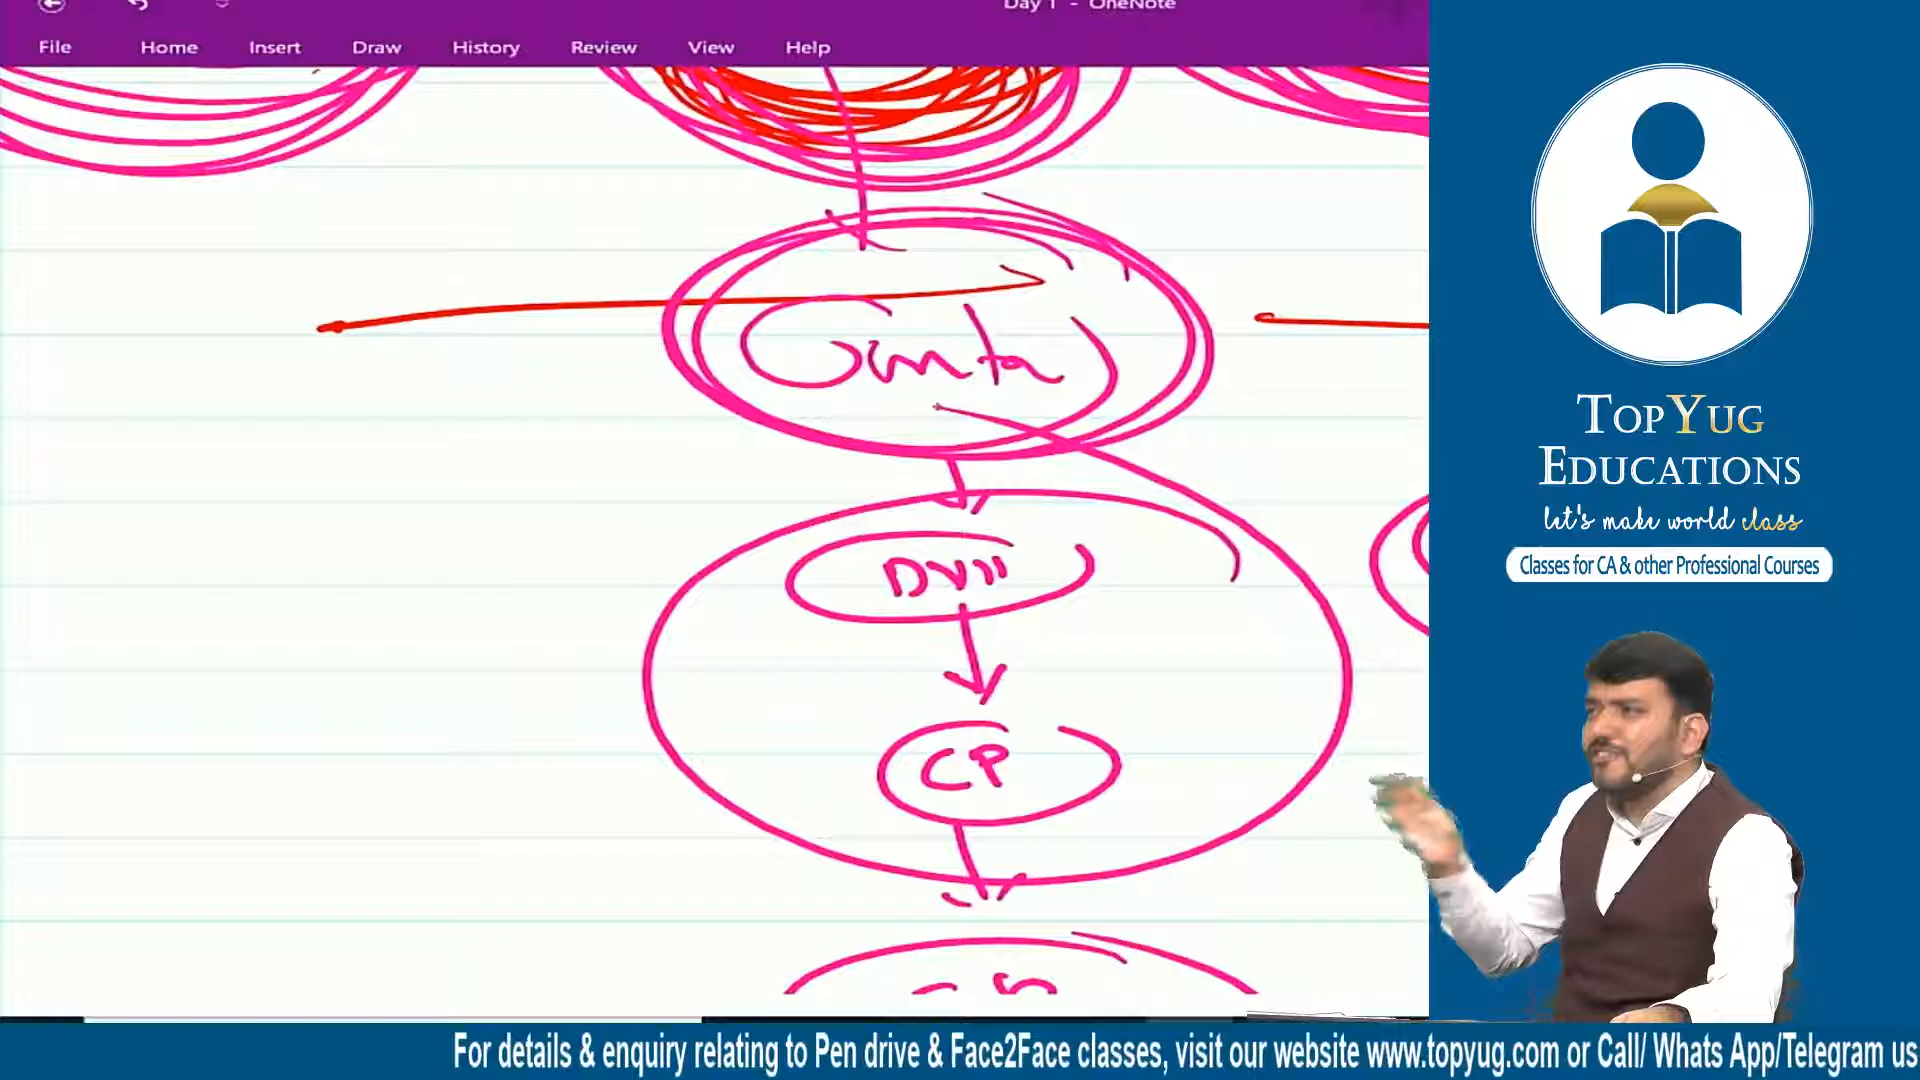 Day 1 - OneNote
File Home Insert Draw History Review View Help
CP
TOPYUG
EDUCATIONS
let's make world class
Classes for CA & other Professional Courses
For details & enquiry relating to Pen drive & Face2Face classes, visit our website www.topyug.com or Call/ Whats App/Telegram us